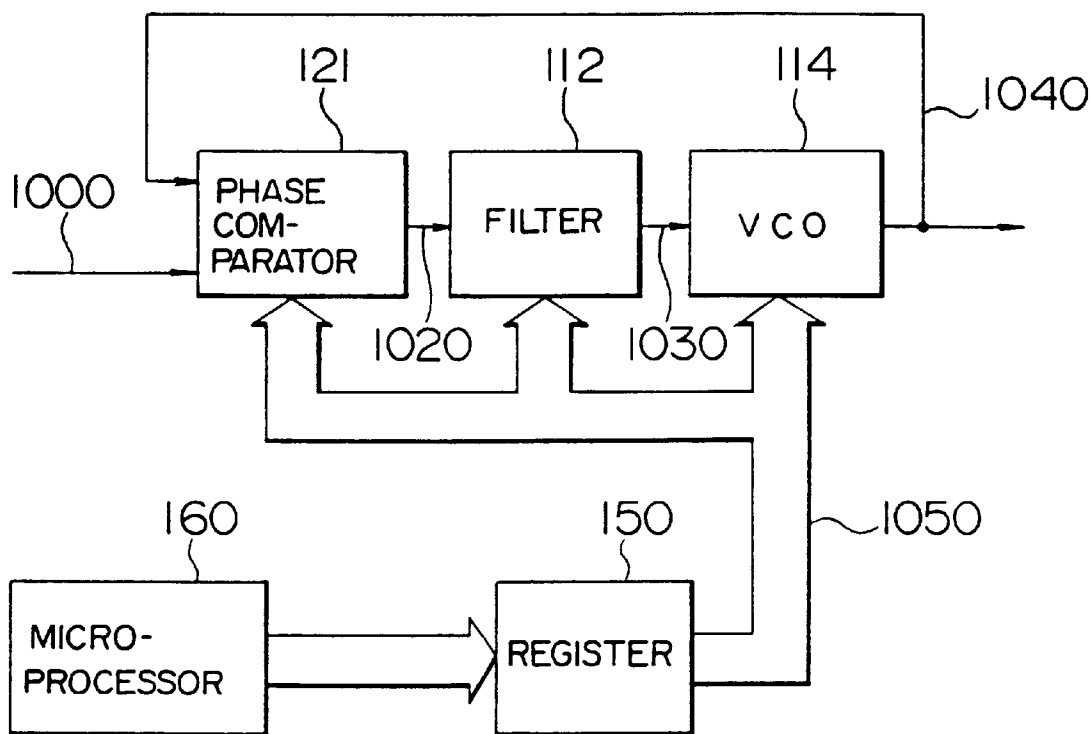 121
112
114
1040
1000
PHASE
COM-
PARATOR
FILTER
VCO
1020
1030
160
150
1050
MICRO-
PROCESSOR
REGISTER